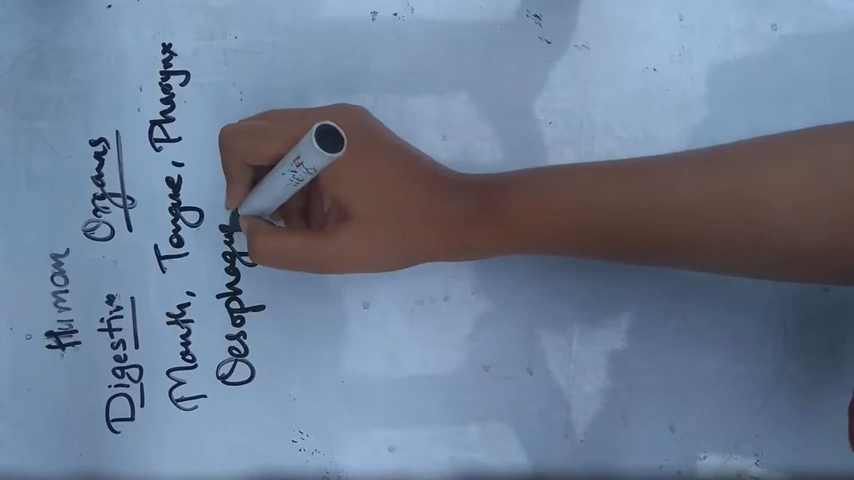 Human
Digestive Organs
Mouth, Tongue, Pharynx
Oesophagu